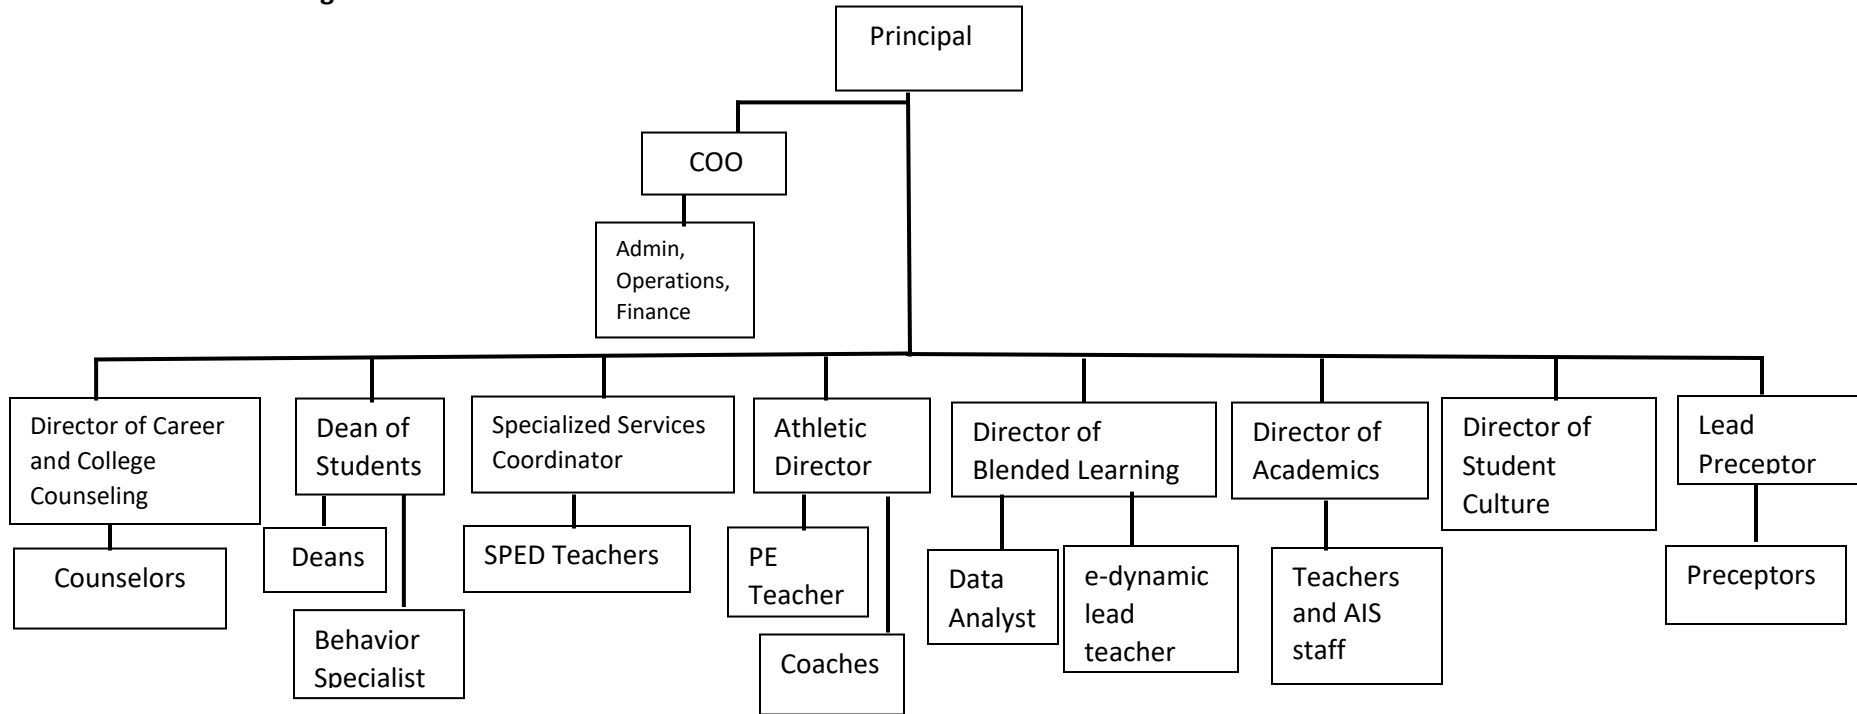 Principal
COO
Admin,
Operations,
Finance
Director of Career
and College
Counseling
Dean of
Students
Specialized Services
Coordinator
Athletic
Director
Director of
Blended Learning
Director of
Academics
Director of
Student
Culture
Lead
Preceptor
Counselors
Deans
Behavior
Specialist
SPED Teachers
PE
Teacher
Coaches
Data
Analyst
e-dynamic
lead
teacher
Teachers
and AIS
staff
Preceptors